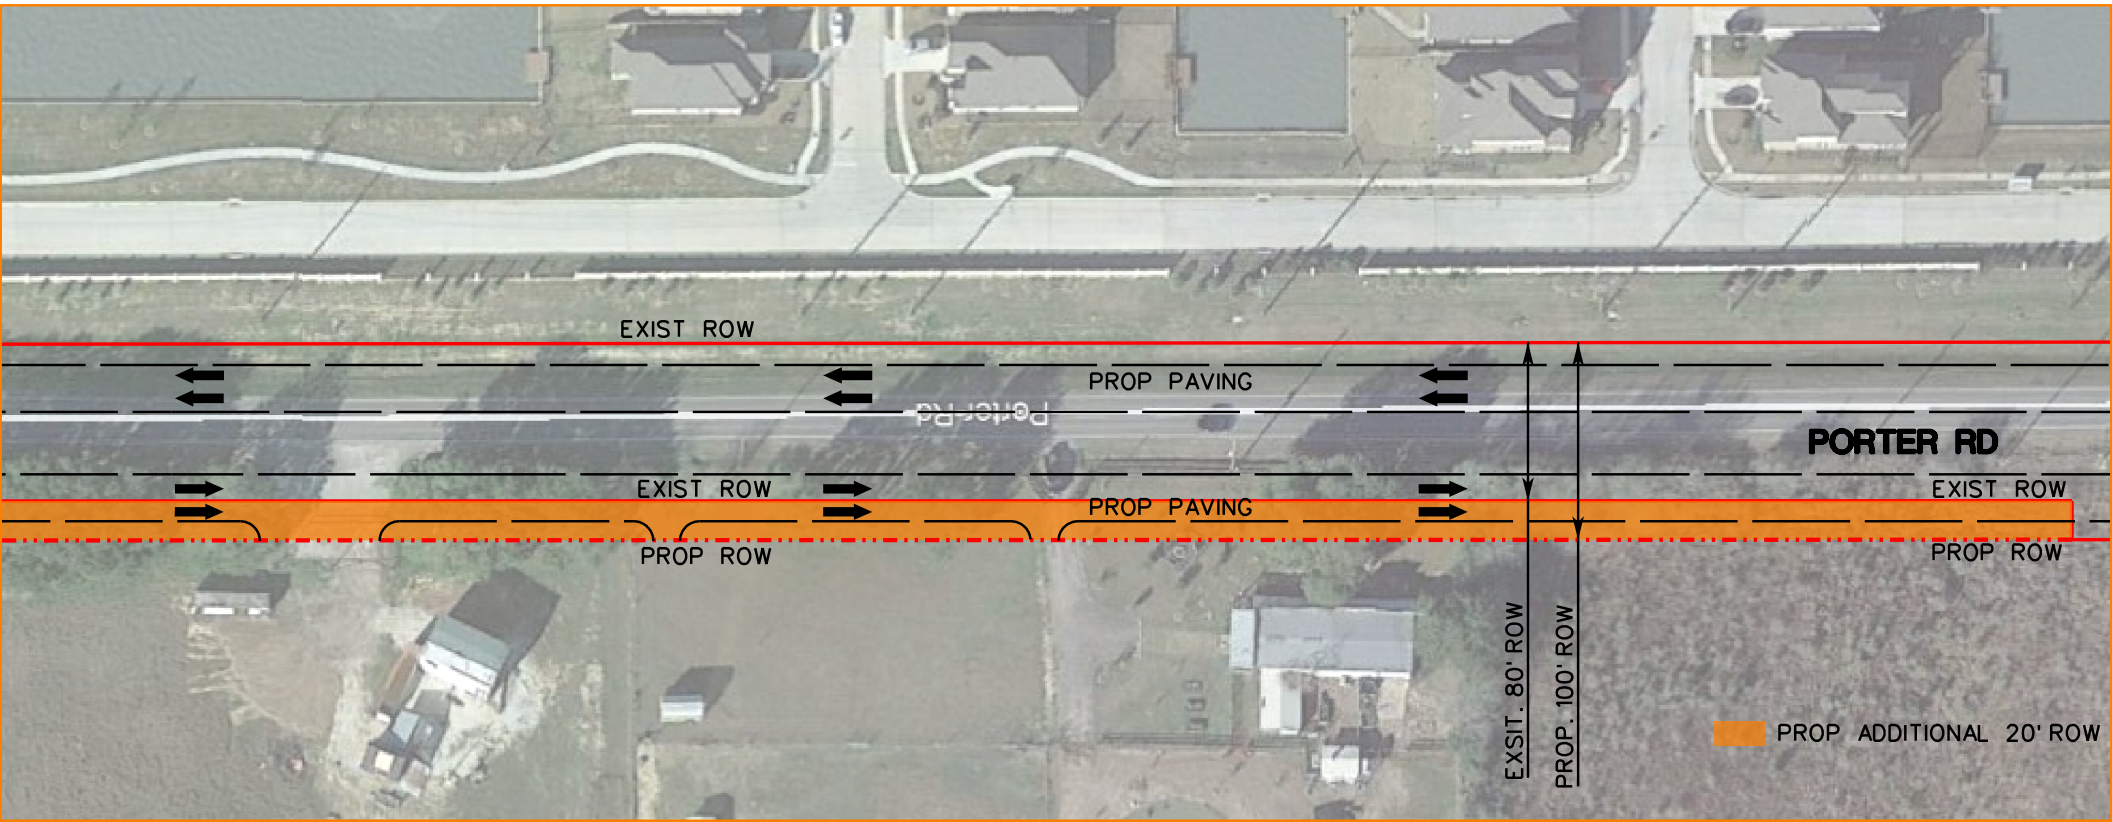 EXIST ROW
PROP PAVING
Porter Rd
PORTER RD
EXIST ROW
EXIST ROW
PROP PAVING
PROP ROW
PROP ROW
EXSIT. 80' ROW
PROP. 100' ROW
PROP ADDITIONAL 20' ROW